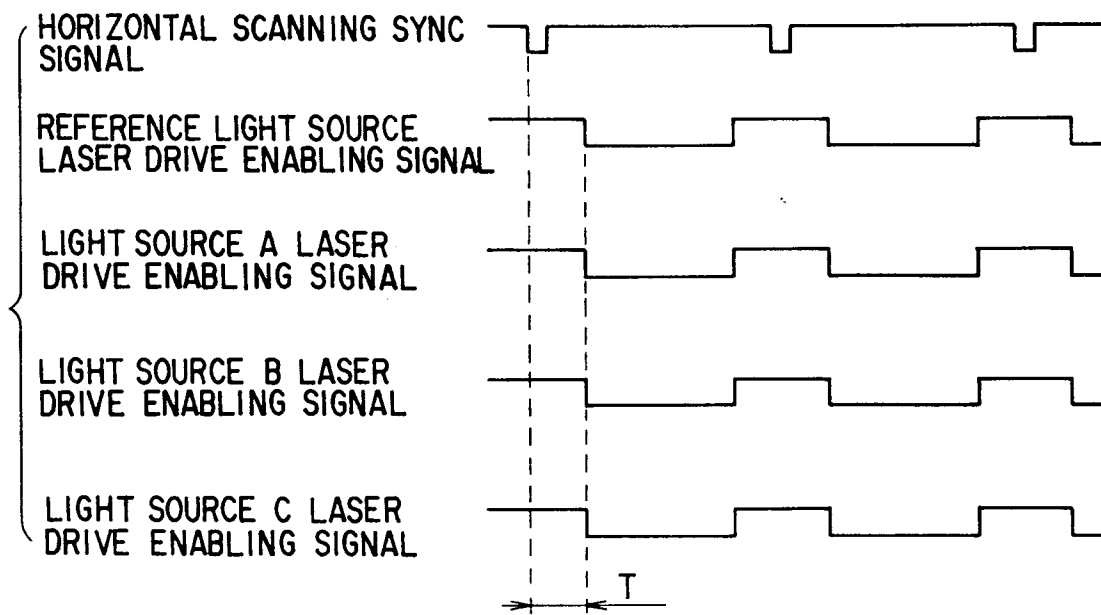 HORIZONTAL SCANNING SYNC
SIGNAL
REFERENCE LIGHT SOURCE
LASER DRIVE ENABLING SIGNAL
LIGHT SOURCE A LASER
DRIVE ENABLING SIGNAL
LIGHT SOURCE B LASER
DRIVE ENABLING SIGNAL
LIGHT SOURCE C LASER
DRIVE ENABLING SIGNAL
T